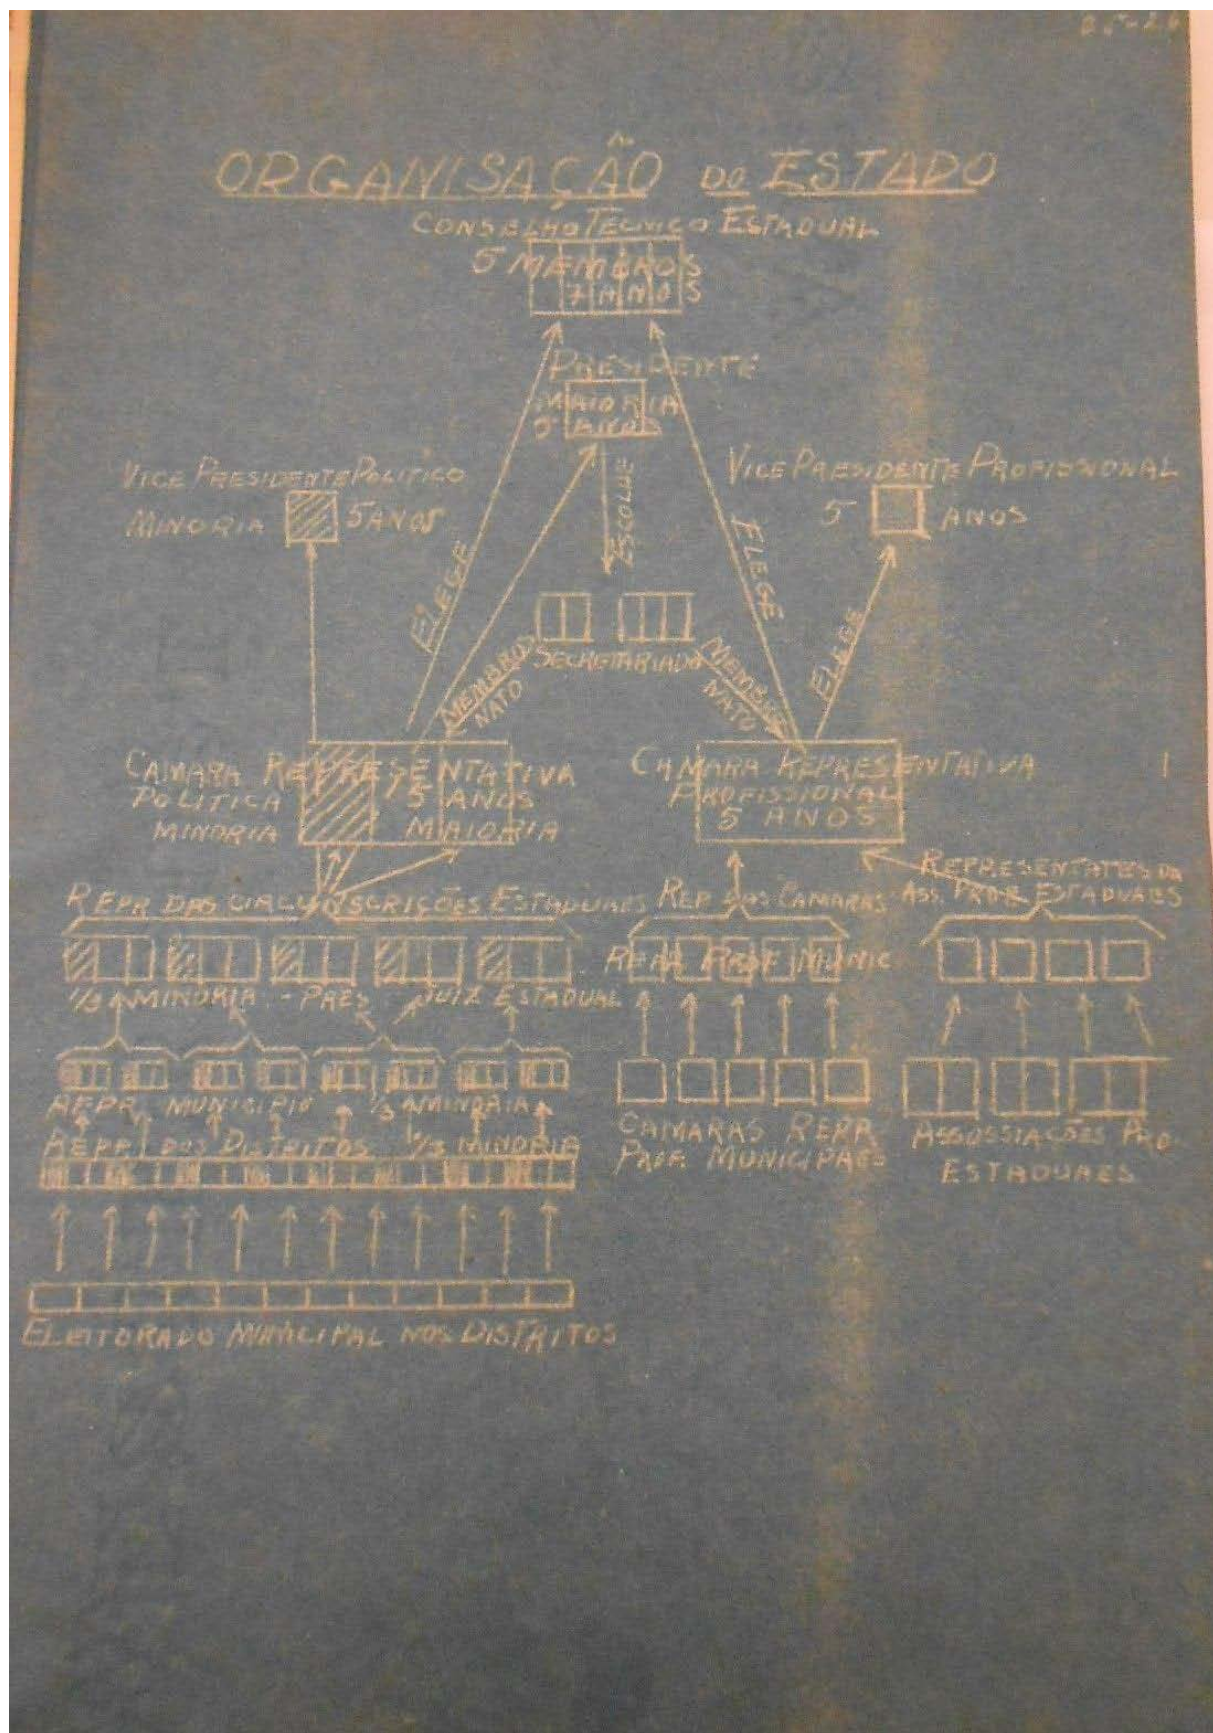 ORGANISAÇÃO DO ESTADO
CONSELHO TECNICO ESTADUAL
5 MEMBROS
7 ANOS
PRESIDENTE
MAIORIA
5 ANOS
VICE PRESIDENTE POLITICO
MINORIA 5 ANOS
VICE PRESIDENTE PROFISSIONAL
5 ANOS
ESCOLHE
ELEGE
ELEGE
ELEGE
SECRETARIADO
MEMBROS
NATO
MEMBRO
NATO
CAMARA REPRESENTATIVA
POLITICA 5 ANOS
MINORIA MAIORIA
CAMARA REPRESENTATIVA
PROFISSIONAL
5 ANOS
REPR DAS CIRCUNSCRIÇÕES ESTADUAES
REP DAS CAMARAS
REPRESENTATES DA
ASS. PROF ESTADUAES
REPR PROF MUNIC
1/3 MINORIA - PRES JUIZ ESTADUAL
REPR MUNICIPIO 1/3 MINORIA
REPR DOS DISTRITOS 1/3 MINORIA
CAMARAS REPR
PROF. MUNICIPAES
ASSOSSIAÇÕES PRO-
ESTADUAES
ELEITORADO MUNICIPAL NOS DISTRITOS